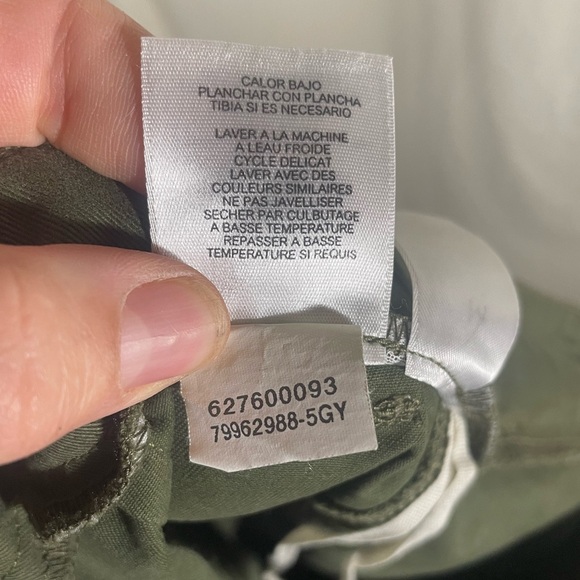 CALOR BAJO
PLANCHAR CON PLANCHA
TIBIA SI ES NECESARIO
LAVER A LA MACHINE
A LEAU FROIDE
CYCLE DELICAT
LAVER AVEC DES
COULEURS SIMILAIRES
NE PAS JAVELLISER
SECHER PAR CULBUTAGE
A BASSE TEMPERATURE
REPASSER A BASSE
TEMPERATURE SI REQUIS
M
627600093
79962988-5GY